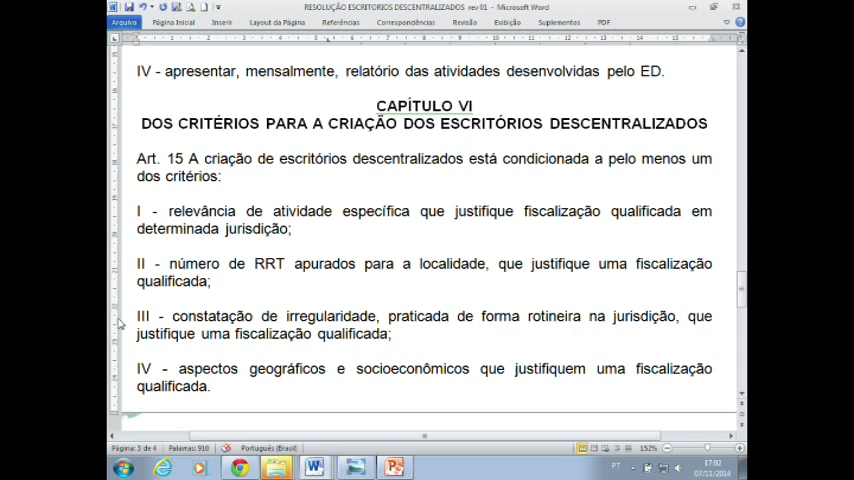 RESOLUÇÃO ESCRITORIOS DESCENTRALIZADOS rev 01 - Microsoft Word
Arquivo Página Inicial Inserir Layout da Página Referências Correspondências Revisão Exibição Suplementos PDF
IV - apresentar, mensalmente, relatório das atividades desenvolvidas pelo ED.
CAPÍTULO VI
DOS CRITÉRIOS PARA A CRIAÇÃO DOS ESCRITÓRIOS DESCENTRALIZADOS
Art. 15 A criação de escritórios descentralizados está condicionada a pelo menos um
dos critérios:
I - relevância de atividade específica que justifique fiscalização qualificada em
determinada jurisdição;
II - número de RRT apurados para a localidade, que justifique uma fiscalização
qualificada;
III - constatação de irregularidade, praticada de forma rotineira na jurisdição, que
justifique uma fiscalização qualificada;
IV - aspectos geográficos e socioeconômicos que justifiquem uma fiscalização
qualificada.
Página: 3 de 4 Palavras: 910 Português (Brasil) 152%
PT 17:02
07/11/2014